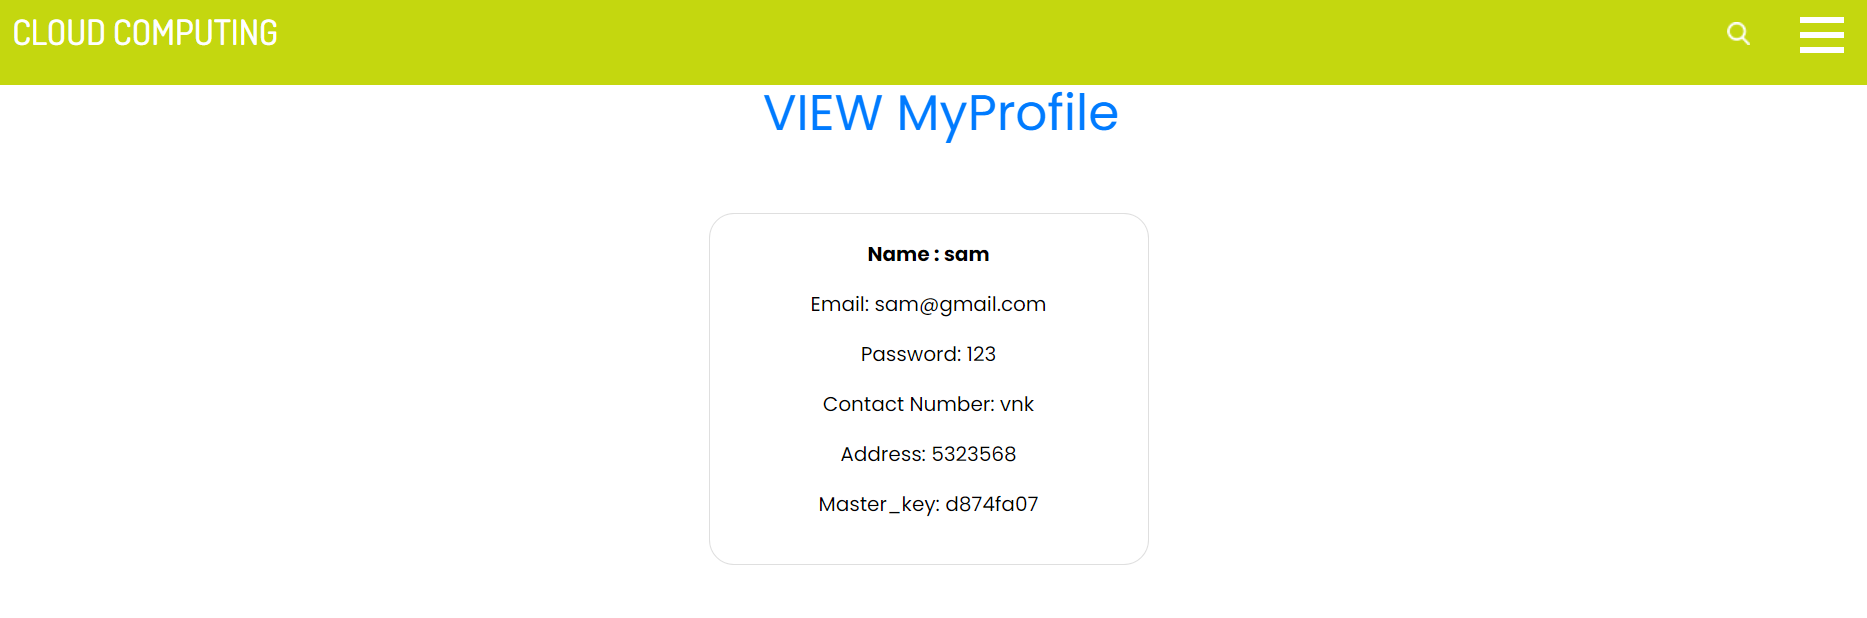 CLOUD COMPUTING
VIEW MyProfile
Name : sam
Email: sam@gmail.com
Password: 123
Contact Number: vnk
Address: 5323568
Master_key: d874fa07